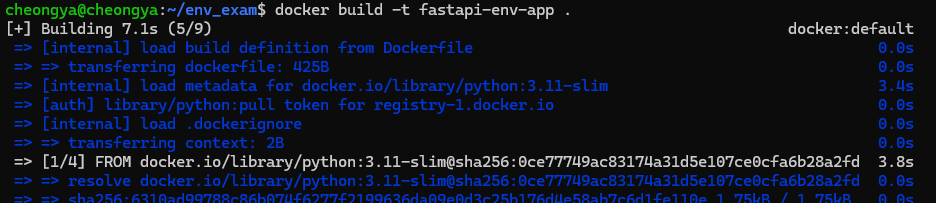 cheongya@cheongya:~/env_exam$ docker build -t fastapi-env-app .
[+] Building 7.1s (5/9) docker:default
=> [internal] load build definition from Dockerfile 0.0s
=> => transferring dockerfile: 425B 0.0s
=> [internal] load metadata for docker.io/library/python:3.11-slim 3.4s
=> [auth] library/python:pull token for registry-1.docker.io 0.0s
=> [internal] load .dockerignore 0.0s
=> => transferring context: 2B 0.0s
=> [1/4] FROM docker.io/library/python:3.11-slim@sha256:0ce77749ac83174a31d5e107ce0cfa6b28a2fd 3.8s
=> => resolve docker.io/library/python:3.11-slim@sha256:0ce77749ac83174a31d5e107ce0cfa6b28a2fd 0.0s
=> => sha256:6310ad99788c86b074f6277f2199636da09e0d3c25b176d4e58ab7c6d1fe110e 1.75kB / 1.75kB 0.0s